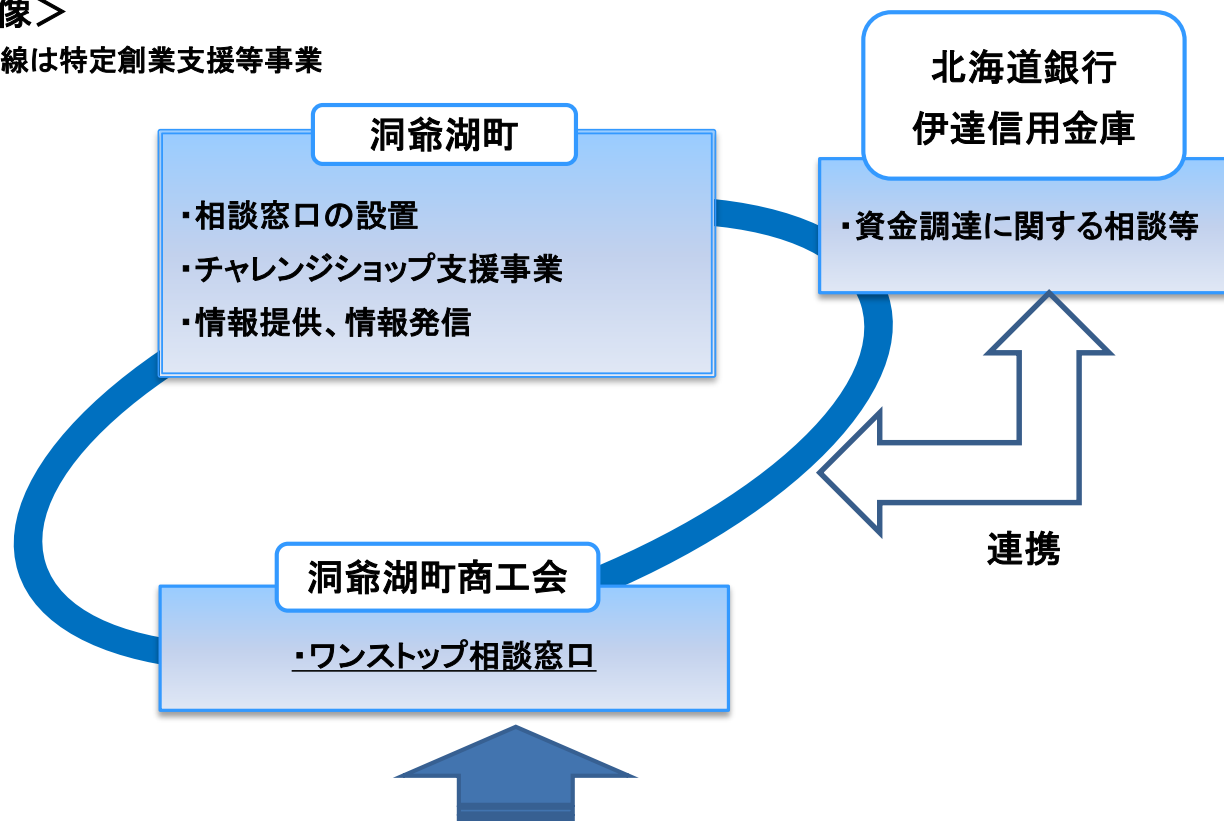 像＞
線は特定創業支援等事業
北海道銀行
伊達信用金庫
洞爺湖町
・相談窓口の設置
・チャレンジショップ支援事業
・情報提供、情報発信
・資金調達に関する相談等
連携
洞爺湖町商工会
・ワンストップ相談窓口